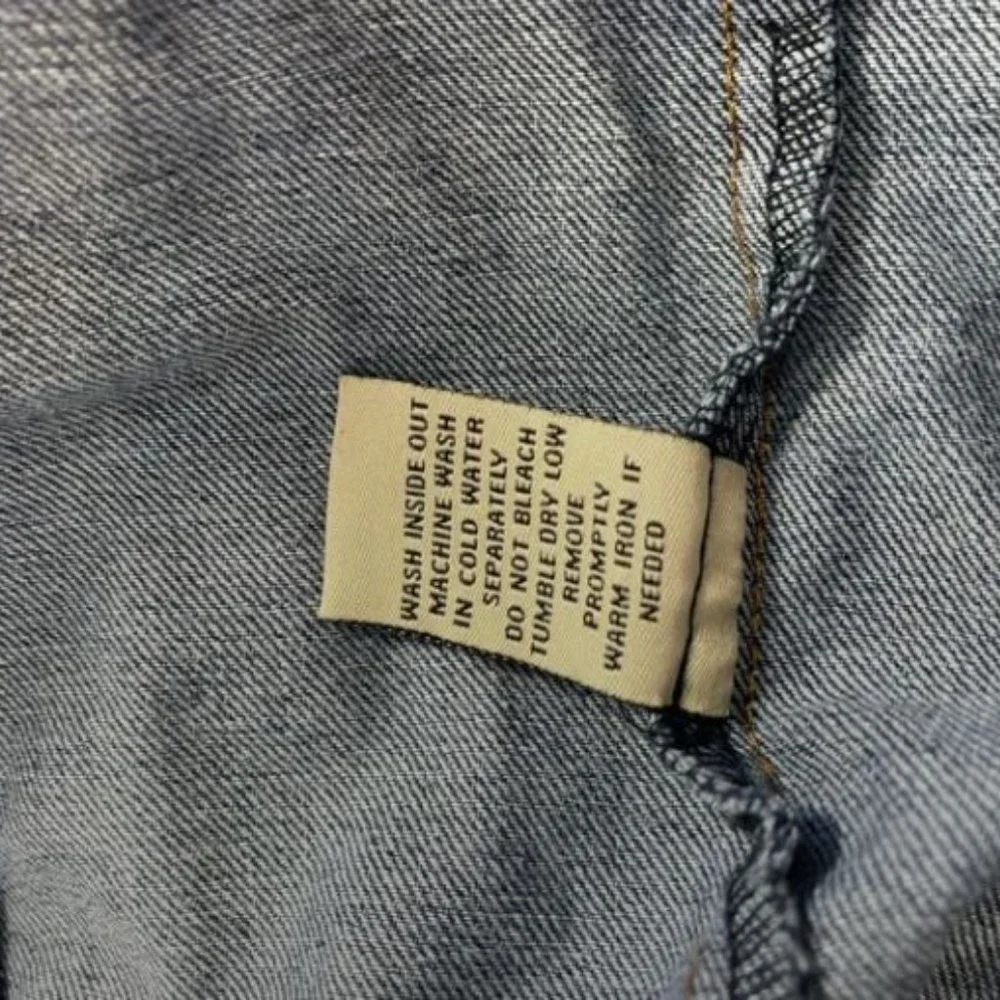 WASH INSIDE OUT
MACHINE WASH
IN COLD WATER
SEPARATELY
DO NOT BLEACH
TUMBLE DRY LOW
REMOVE
PROMPTLY
WARM IRON IF
NEEDED